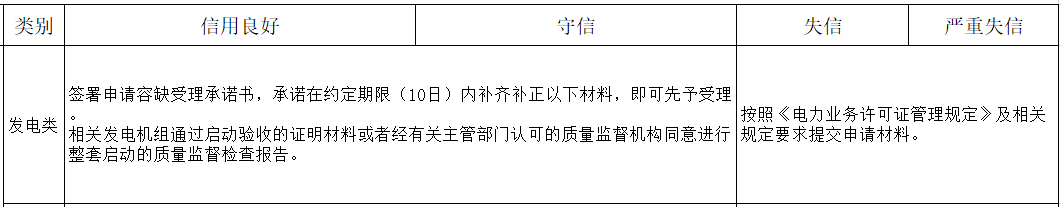 类别 信用良好 守信 失信 严重失信
发电类
签署申请容缺受理承诺书，承诺在约定期限（10日）内补齐补正以下材料，即可先予受理
。
相关发电机组通过启动验收的证明材料或者经有关主管部门认可的质量监督机构同意进行
整套启动的质量监督检查报告。
按照《电力业务许可证管理规定》及相关
规定要求提交申请材料。